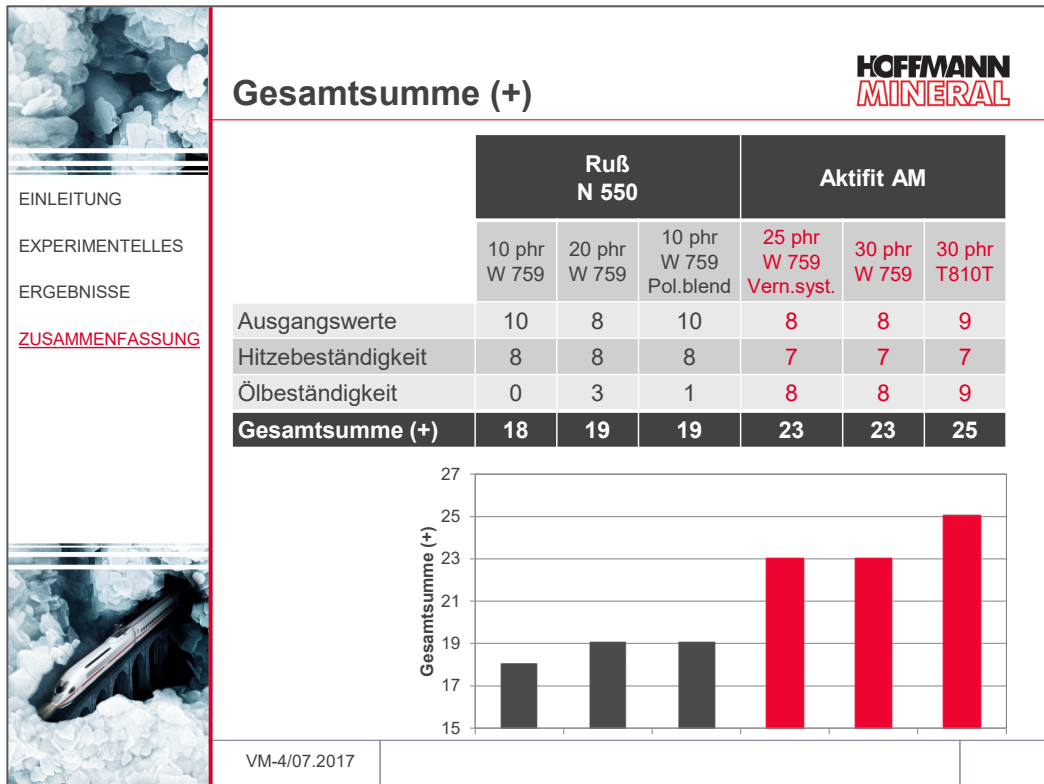 Gesamtsumme (+)
HOFFMANN
MINERAL
EINLEITUNG
EXPERIMENTELLES
ERGEBNISSE
ZUSAMMENFASSUNG
Ruß
N 550
Aktifit AM
10 phr
W 759
20 phr
W 759
10 phr
W 759
Pol.blend
25 phr
W 759
Vern.syst.
30 phr
W 759
30 phr
T810T
Ausgangswerte 10 8 10 8 8 9
Hitzebeständigkeit 8 8 8 7 7 7
Ölbeständigkeit 0 3 1 8 8 9
Gesamtsumme (+) 18 19 19 23 23 25
Gesamtsumme (+)
27
25
23
21
19
17
15
VM-4/07.2017